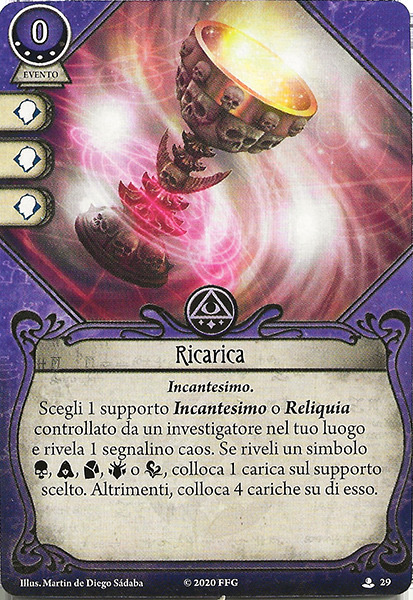 0
EVENTO
Ricarica
Incantesimo.
Scegli 1 supporto Incantesimo o Reliquia
controllato da un investigatore nel tuo luogo
e rivela 1 segnalino caos. Se riveli un simbolo
, , , o , colloca 1 carica sul supporto
scelto. Altrimenti, colloca 4 cariche su di esso.
Illus. Martin de Diego Sádaba © 2020 FFG 29